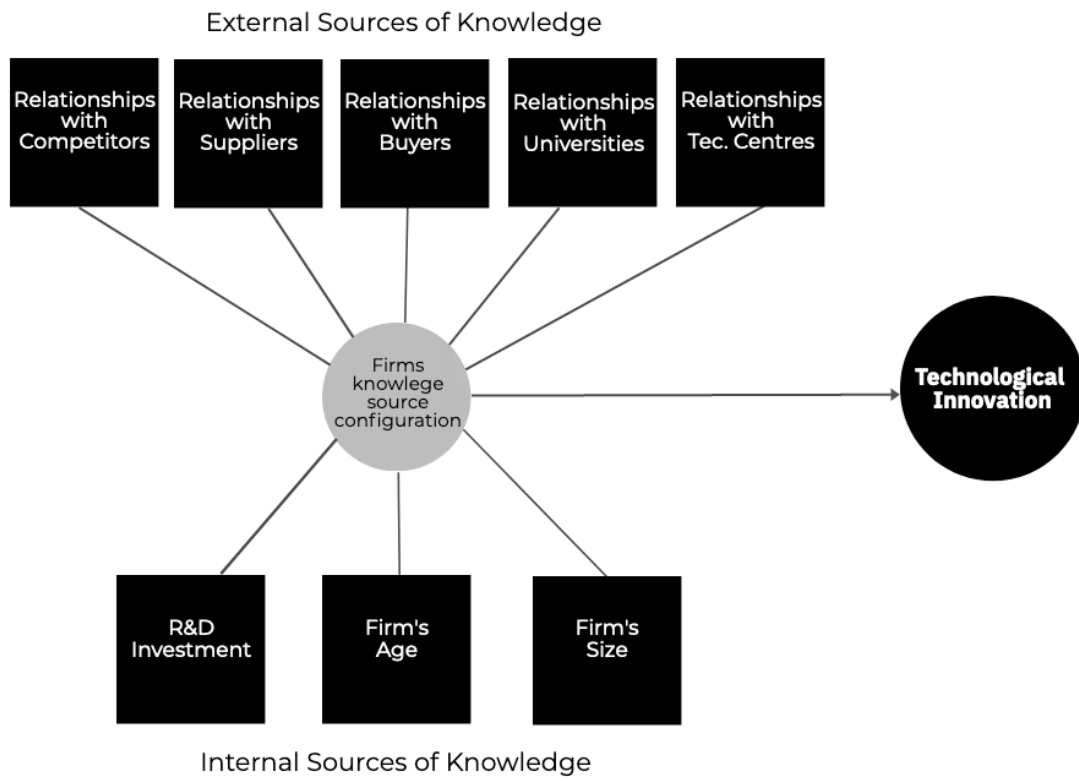 External Sources of Knowledge
Relationships
with
Competitors
Relationships
with
Suppliers
Relationships
with
Buyers
Relationships
with
Universities
Relationships
with
Tec. Centres
Firms
knowlege
source
configuration
Technological
Innovation
R&D
Investment
Firm's
Age
Firm's
Size
Internal Sources of Knowledge